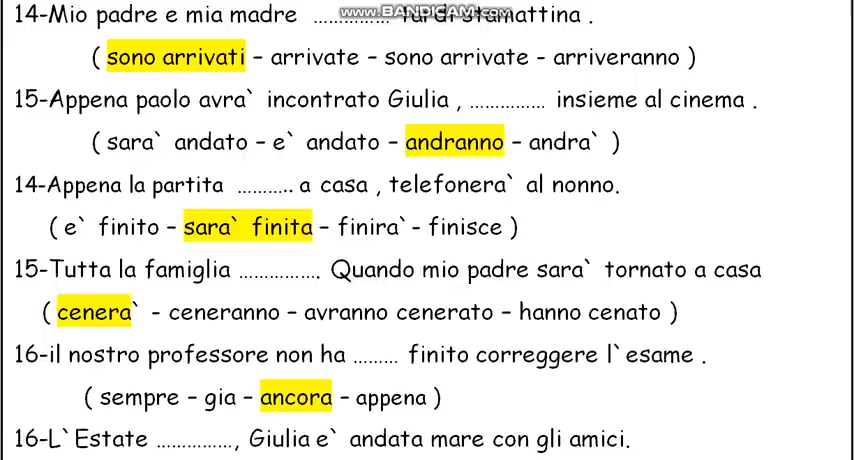 www.BANDICAM.com
14-Mio padre e mia madre ............... stamattina .
( sono arrivati – arrivate – sono arrivate - arriveranno )
15-Appena paolo avra` incontrato Giulia , ............... insieme al cinema .
( sara` andato – e` andato – andranno – andra` )
14-Appena la partita ........... a casa , telefonera` al nonno.
( e` finito – sara` finita – finira`- finisce )
15-Tutta la famiglia ................ Quando mio padre sara` tornato a casa
( cenera` - ceneranno – avranno cenerato – hanno cenato )
16-il nostro professore non ha ......... finito correggere l`esame .
( sempre – gia – ancora – appena )
16-L`Estate ..............., Giulia e` andata mare con gli amici.